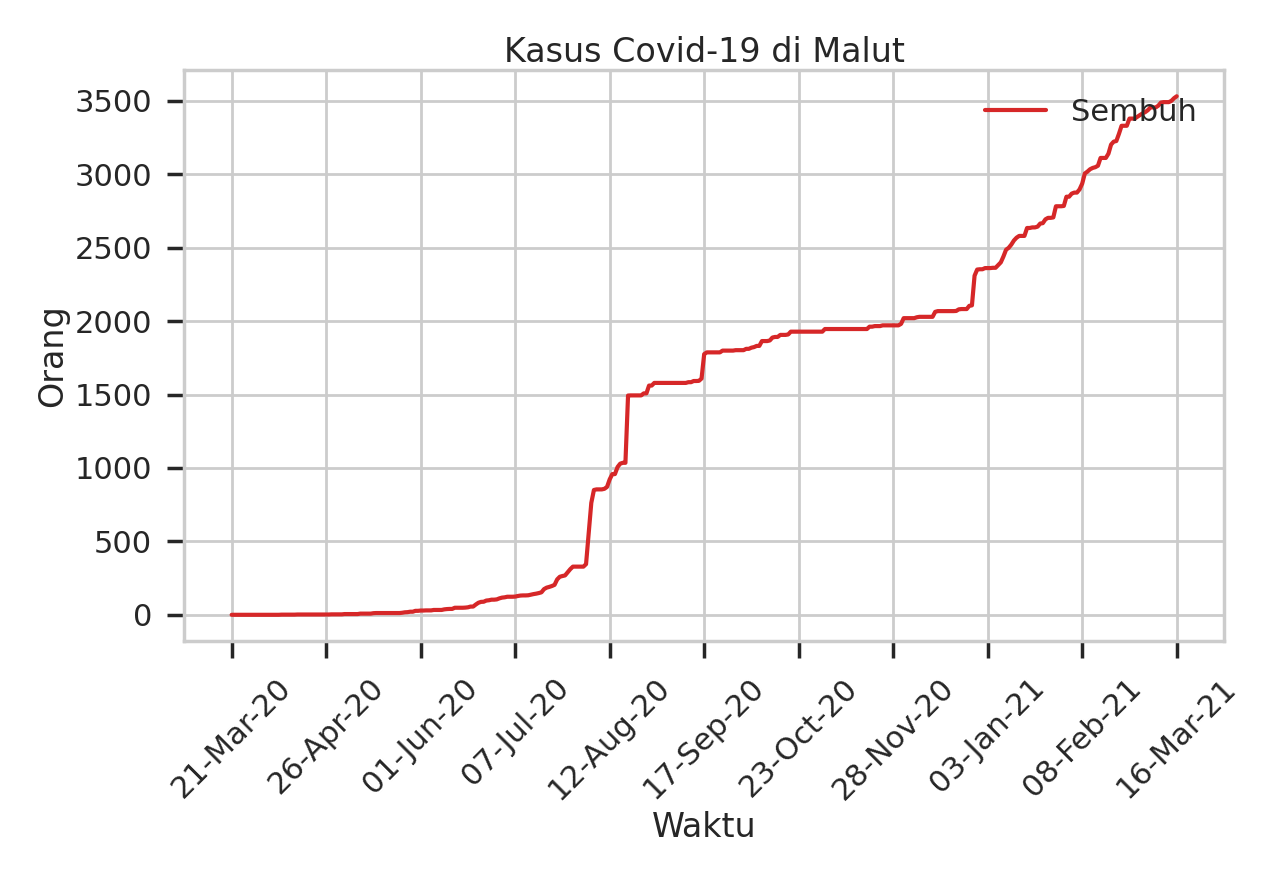 Kasus Covid-19 di Malut
Sembuh
3500
3000
2500
2000
1500
1000
500
0
Orang
21-Mar-20
26-Apr-20
01-Jun-20
07-Jul-20
12-Aug-20
17-Sep-20
23-Oct-20
28-Nov-20
03-Jan-21
08-Feb-21
16-Mar-21
Waktu